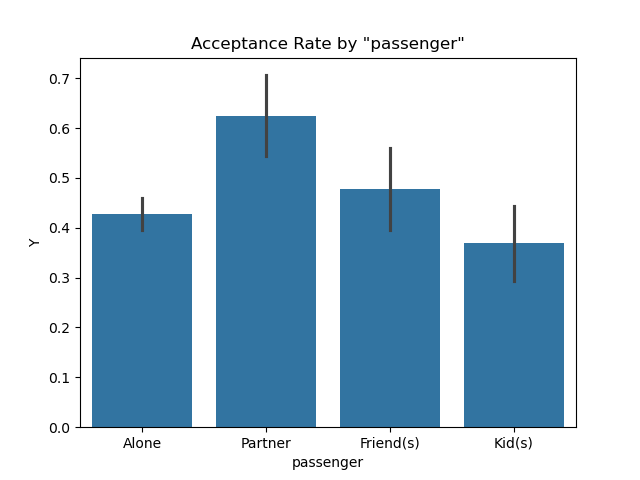 Acceptance Rate by "passenger"
0.7
0.6
0.5
0.4
0.3
0.2
0.1
0.0
Y
Alone Partner Friend(s) Kid(s)
passenger